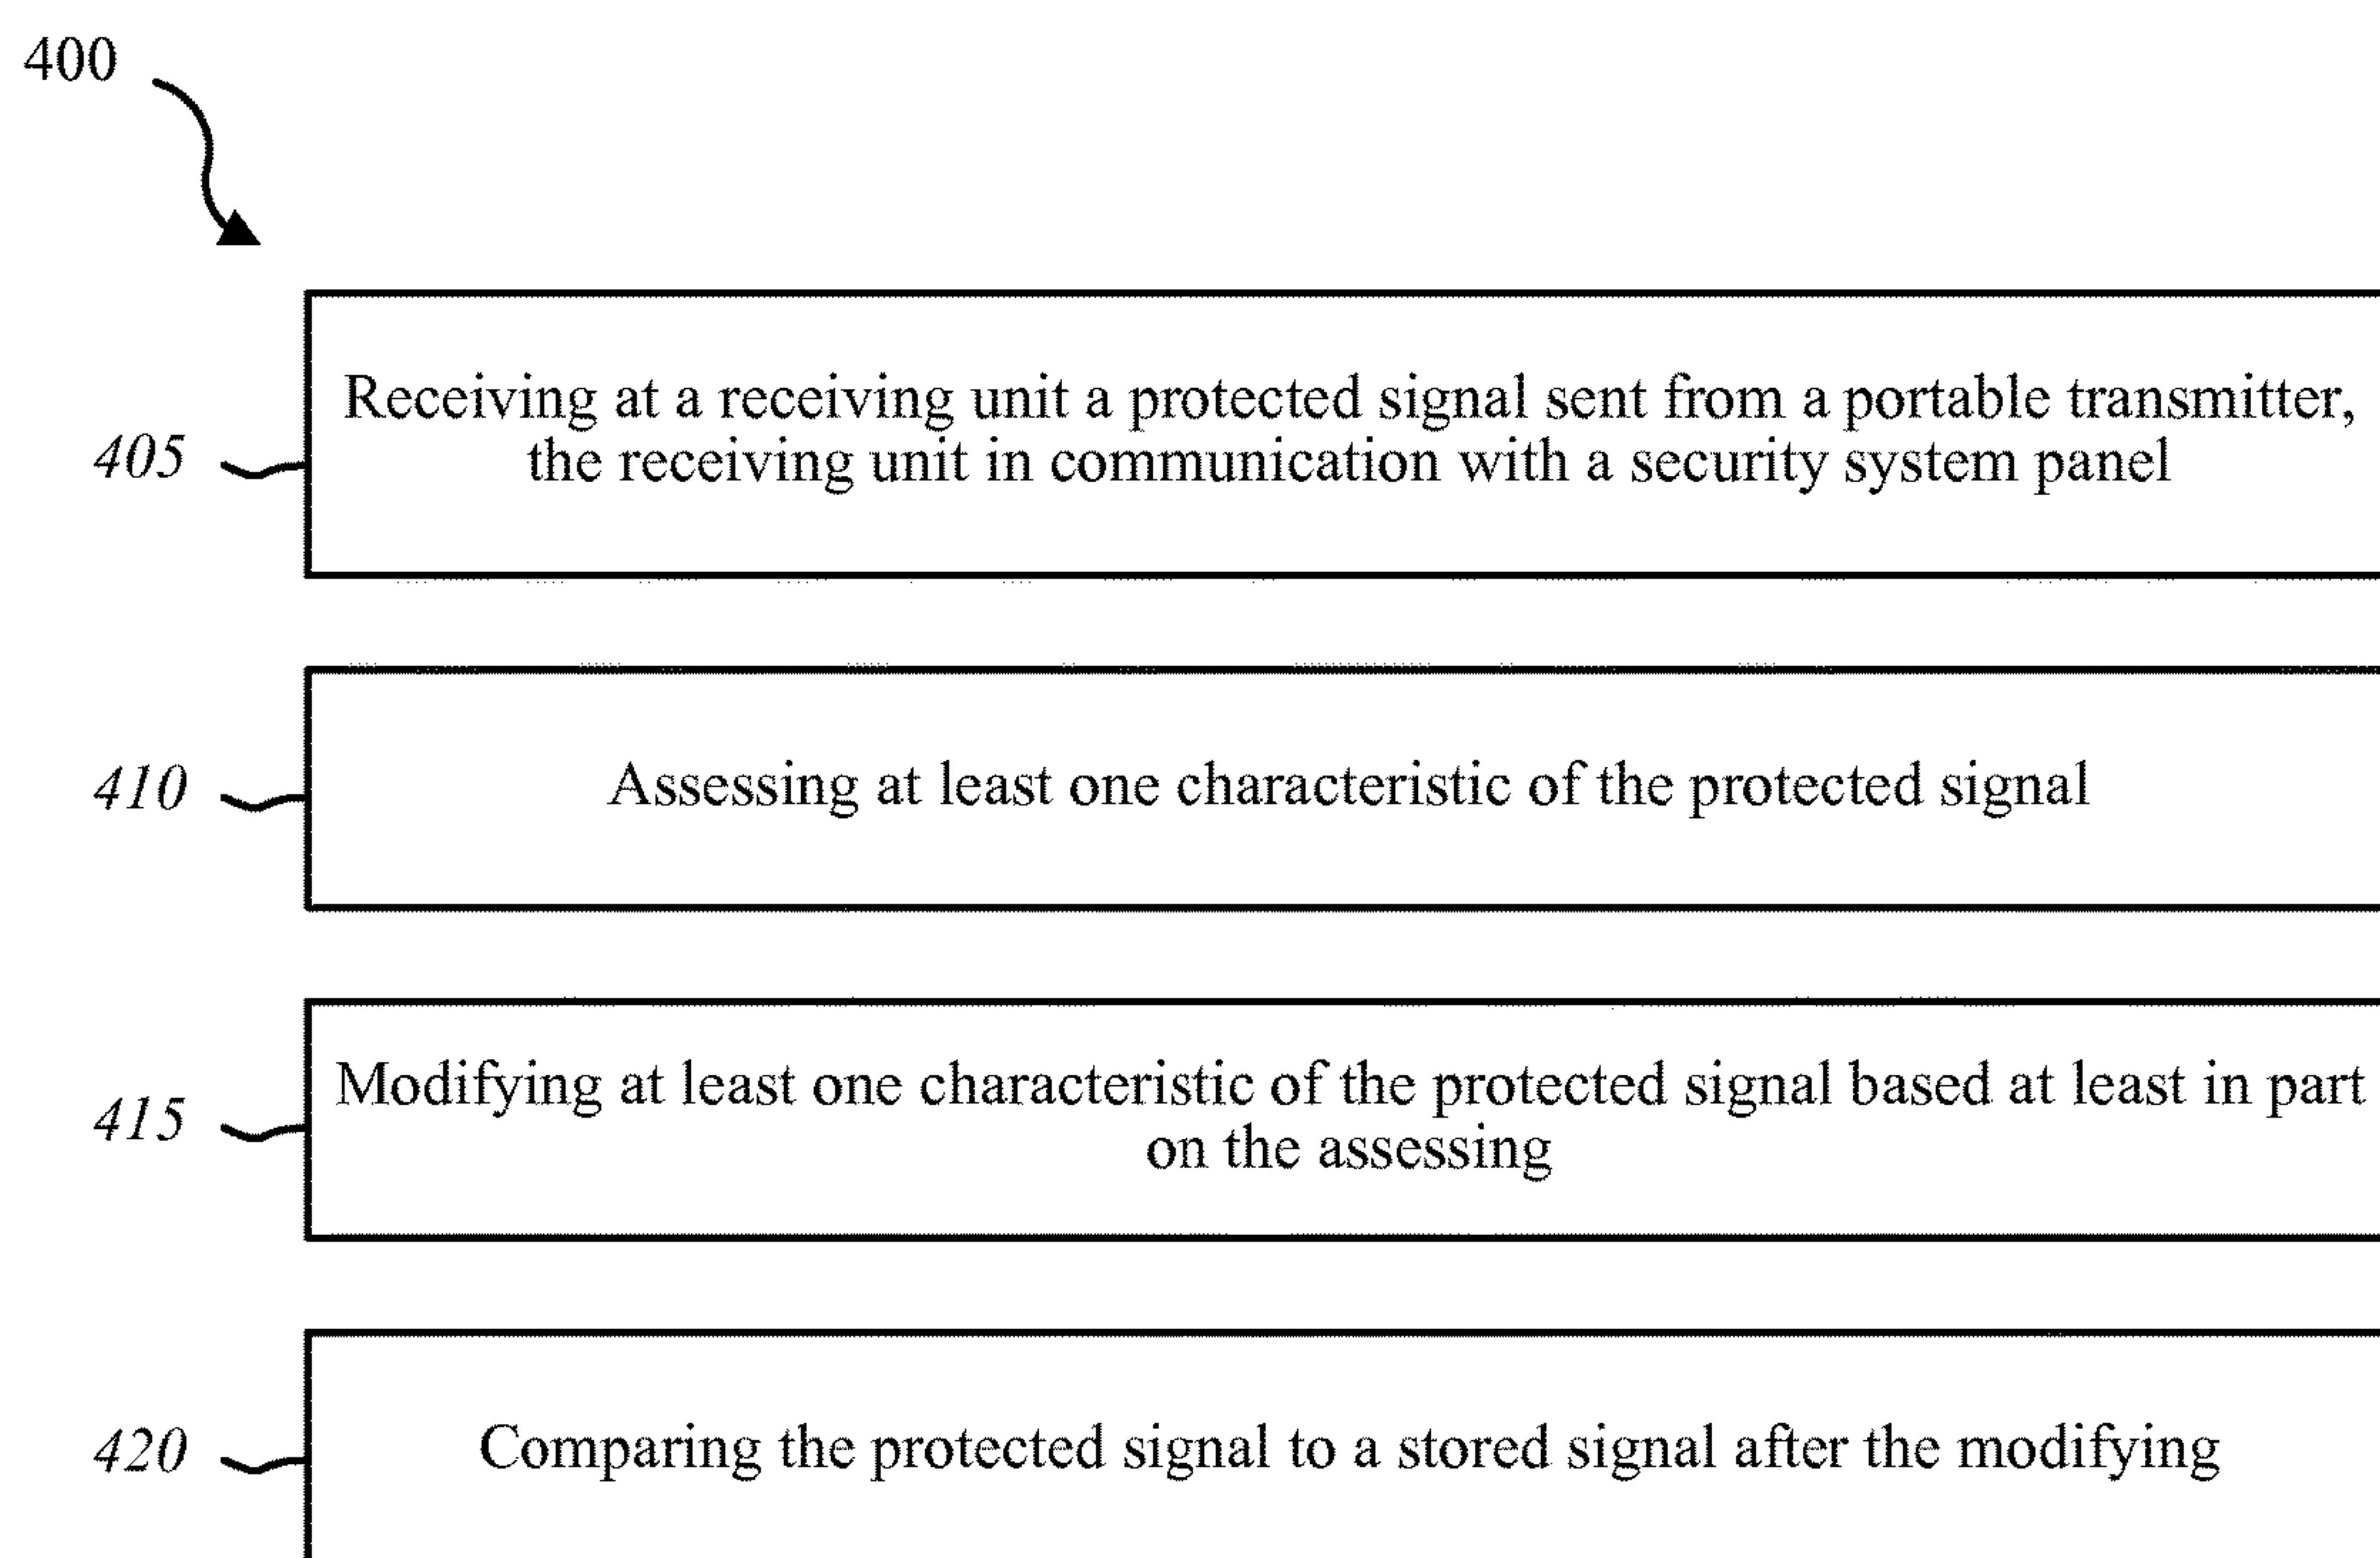 400
405
Receiving at a receiving unit a protected signal sent from a portable transmitter,
the receiving unit in communication with a security system panel
410
Assessing at least one characteristic of the protected signal
415
Modifying at least one characteristic of the protected signal based at least in part
on the assessing
420
Comparing the protected signal to a stored signal after the modifying